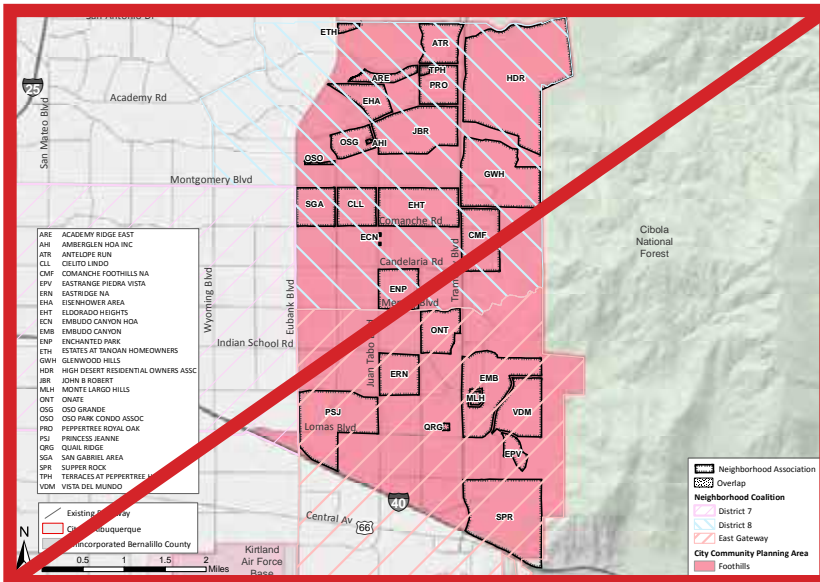 San Antonio Dr
ETH
ATR
25
ARE
TPH
PRO
HDR
Academy Rd
EHA
San Mateo Blvd
JBR
OSG
AHI
OSO
GWH
Montgomery Blvd
SGA
CLL
EHT
Comanche Rd
ECN
CMF
Cibola
National
Forest
Candelaria Rd
ENP
Wyoming Blvd
Eubank Blvd
ONT
Indian School Rd
Juan Tabo
ERN
EMB
MLH
VDM
PSJ
Lomas Blvd
QRG
EPV
40
Central Av
66
SPR
Kirtland
Air Force
Base
ARE ACADEMY RIDGE EAST
AHI AMBERGLEN HOA INC
ATR ANTELOPE RUN
CLL CIELITO LINDO
CMF COMANCHE FOOTHILLS NA
EPV EASTRANGE PIEDRA VISTA
ERN EASTRIDGE NA
EHA EISENHOWER AREA
EHT ELDORADO HEIGHTS
ECN EMBUDO CANYON HOA
EMB EMBUDO CANYON
ENP ENCHANTED PARK
ETH ESTATES AT TANOAN HOMEOWNERS
GWH GLENWOOD HILLS
HDR HIGH DESERT RESIDENTIAL OWNERS ASSC
JBR JOHN B ROBERT
MLH MONTE LARGO HILLS
ONT ONATE
OSG OSO GRANDE
OSO OSO PARK CONDO ASSOC
PRO PEPPERTREE ROYAL OAK
PSJ PRINCESS JEANNE
QRG QUAIL RIDGE
SGA SAN GABRIEL AREA
SPR SUPPER ROCK
TPH TERRACES AT PEPPERTREE
VDM VISTA DEL MUNDO
Existing
Unincorporated Bernalillo County
N
0.5 1 1.5 2
Miles
Neighborhood Association
Overlap
Neighborhood Coalition
District 7
District 8
East Gateway
City Community Planning Area
Foothills